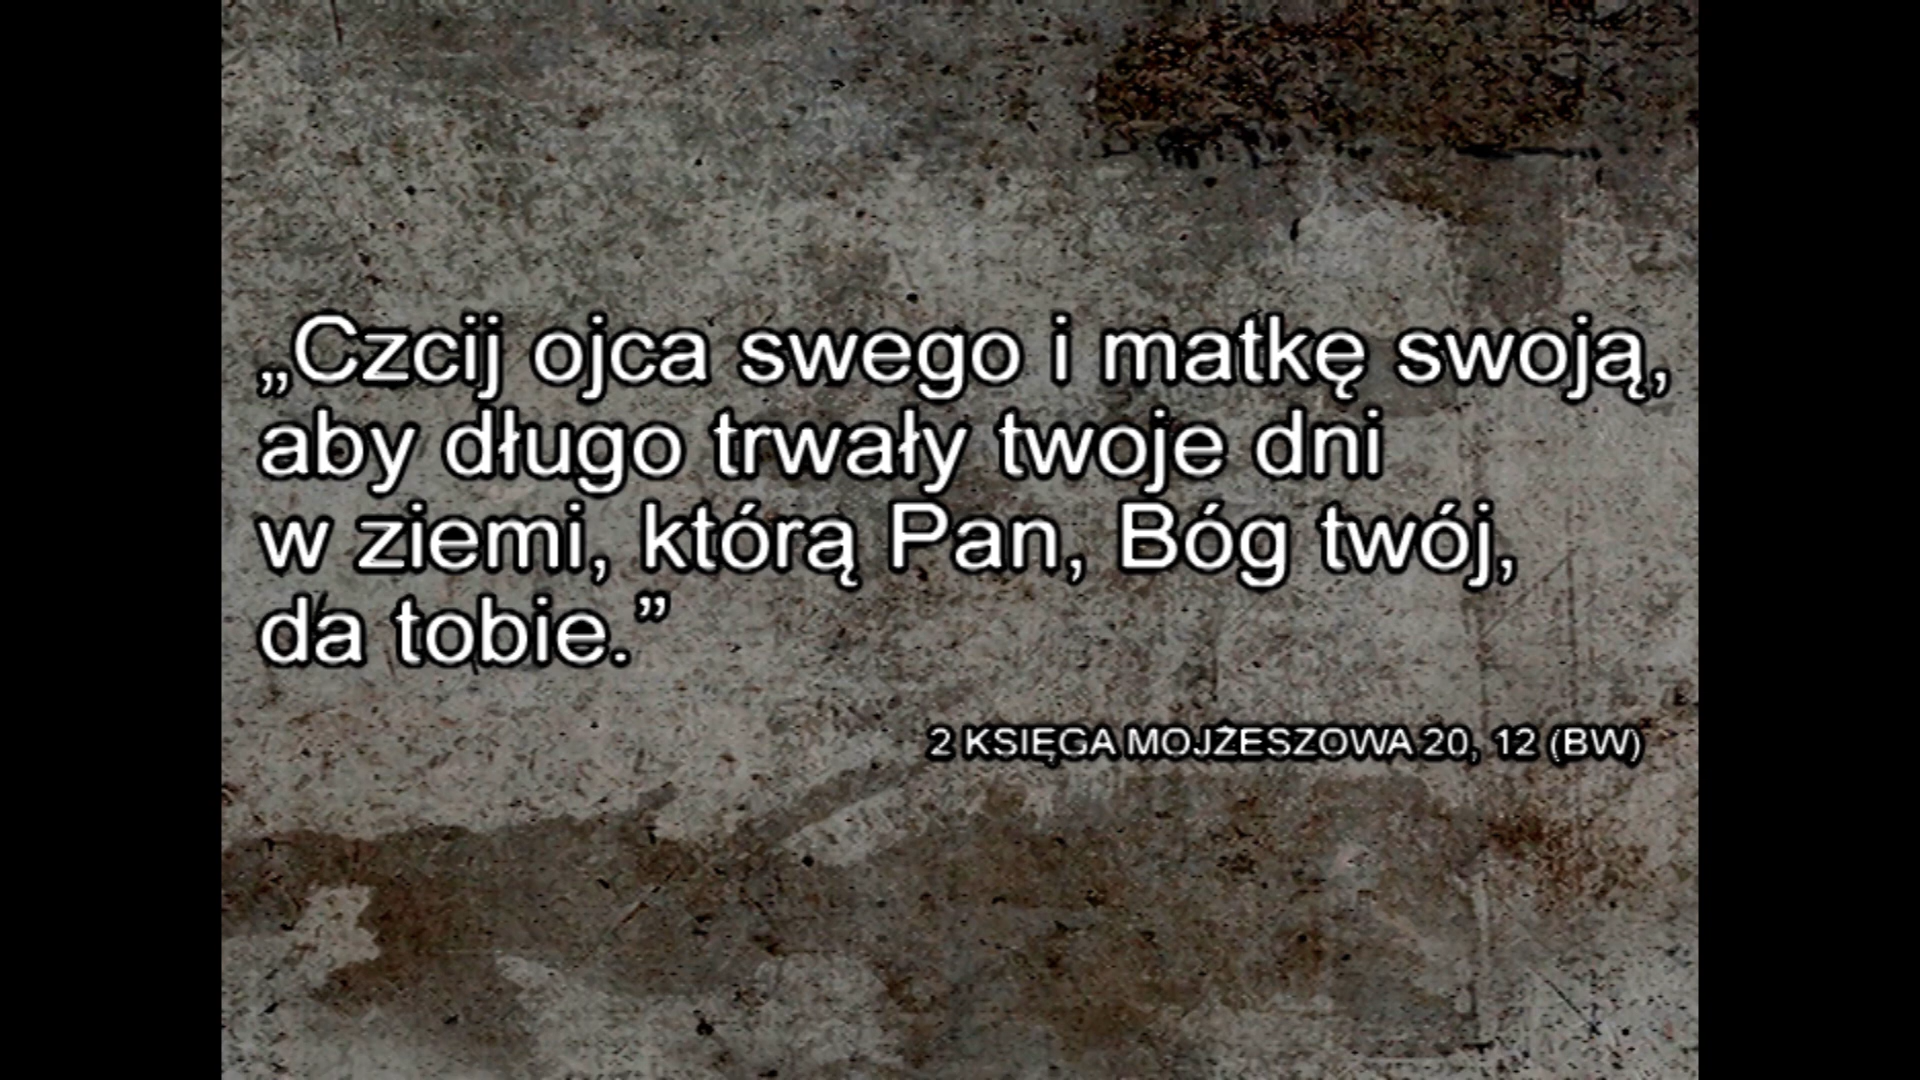 „Czcij ojca swego i matkę swoją,
aby długo trwały twoje dni
w ziemi, którą Pan, Bóg twój,
da tobie.”
2 KSIĘGA MOJŻESZOWA 20, 12 (BW)